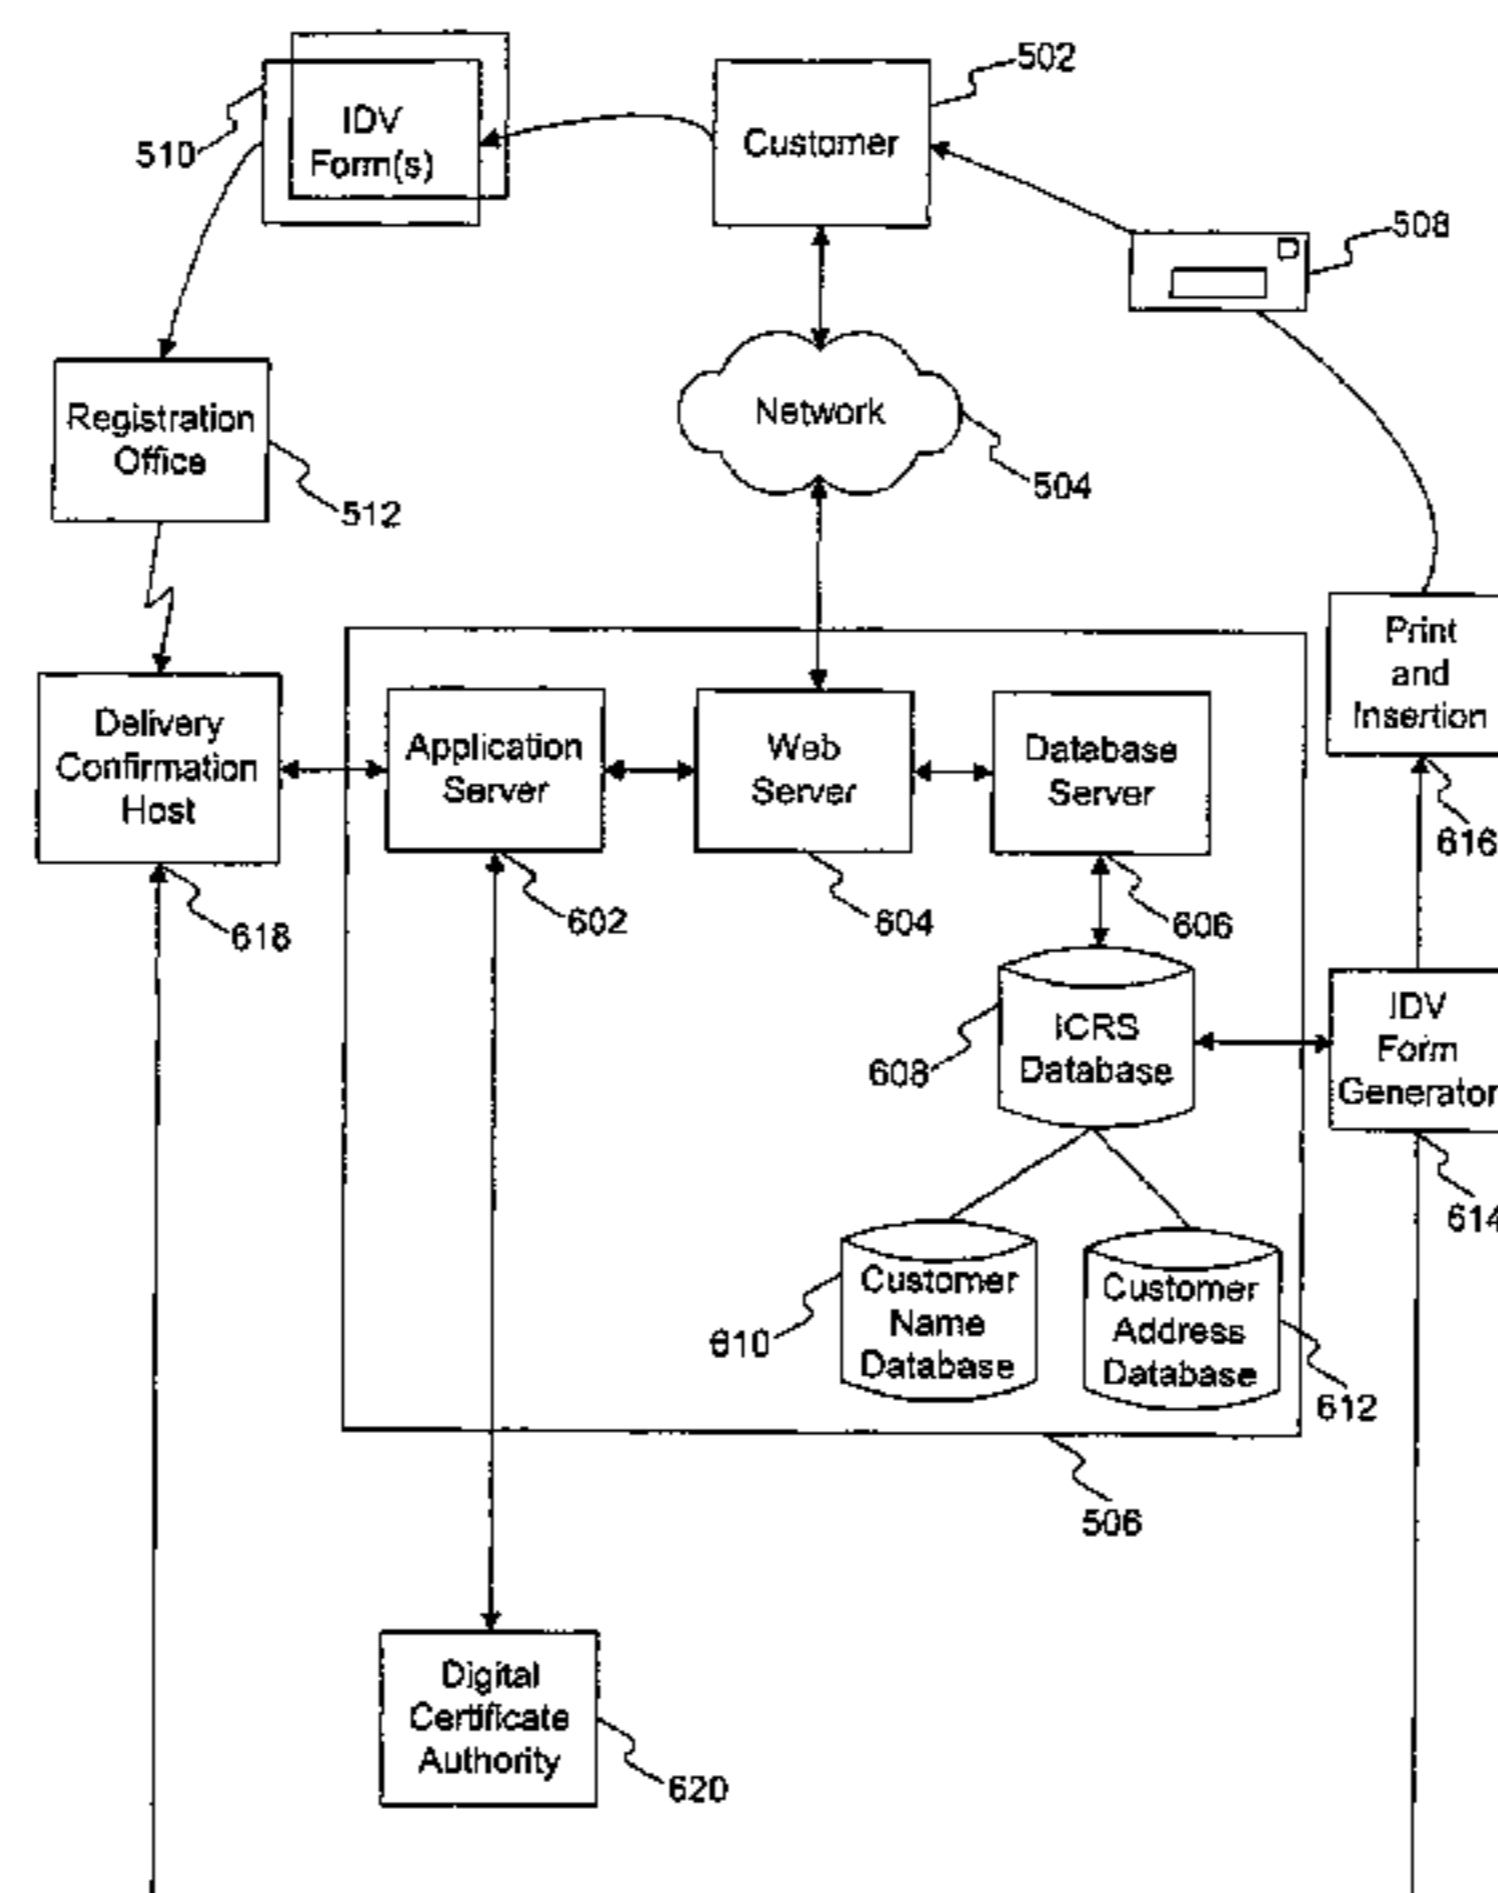 502
IDV
Form(s)
510
Customer
508
Network
504
Registration
Office
512
Print
and
Insertion
616
Delivery
Confirmation
Host
618
Application
Server
602
Web
Server
604
Database
Server
606
ICRS
Database
608
IDV
Form
Generator
614
Customer
Name
Database
610
Customer
Address
Database
612
506
Digital
Certificate
Authority
620